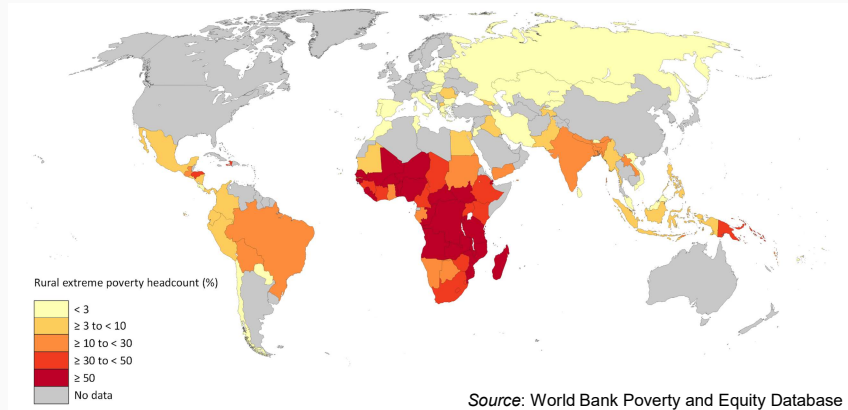 Rural extreme poverty headcount (%)
< 3
≥ 3 to < 10
≥ 10 to < 30
≥ 30 to < 50
≥ 50
No data
Source: World Bank Poverty and Equity Database